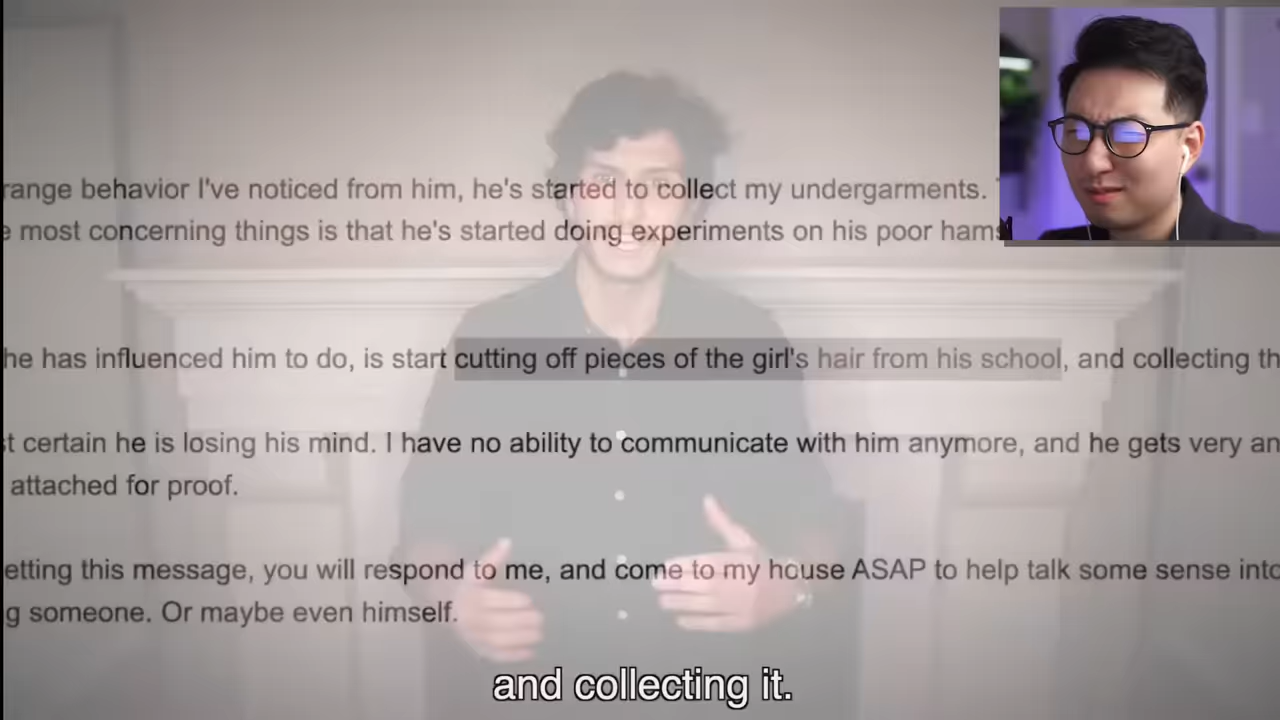 range behavior I've noticed from him, he's started to collect my undergarments.
most concerning things is that he's started doing experiments on his poor hams
he has influenced him to do, is start cutting off pieces of the girl's hair from his school, and collecting th
t certain he is losing his mind. I have no ability to communicate with him anymore, and he gets very an
attached for proof.
etting this message, you will respond to me, and come to my house ASAP to help talk some sense into
g someone. Or maybe even himself.
and collecting it.